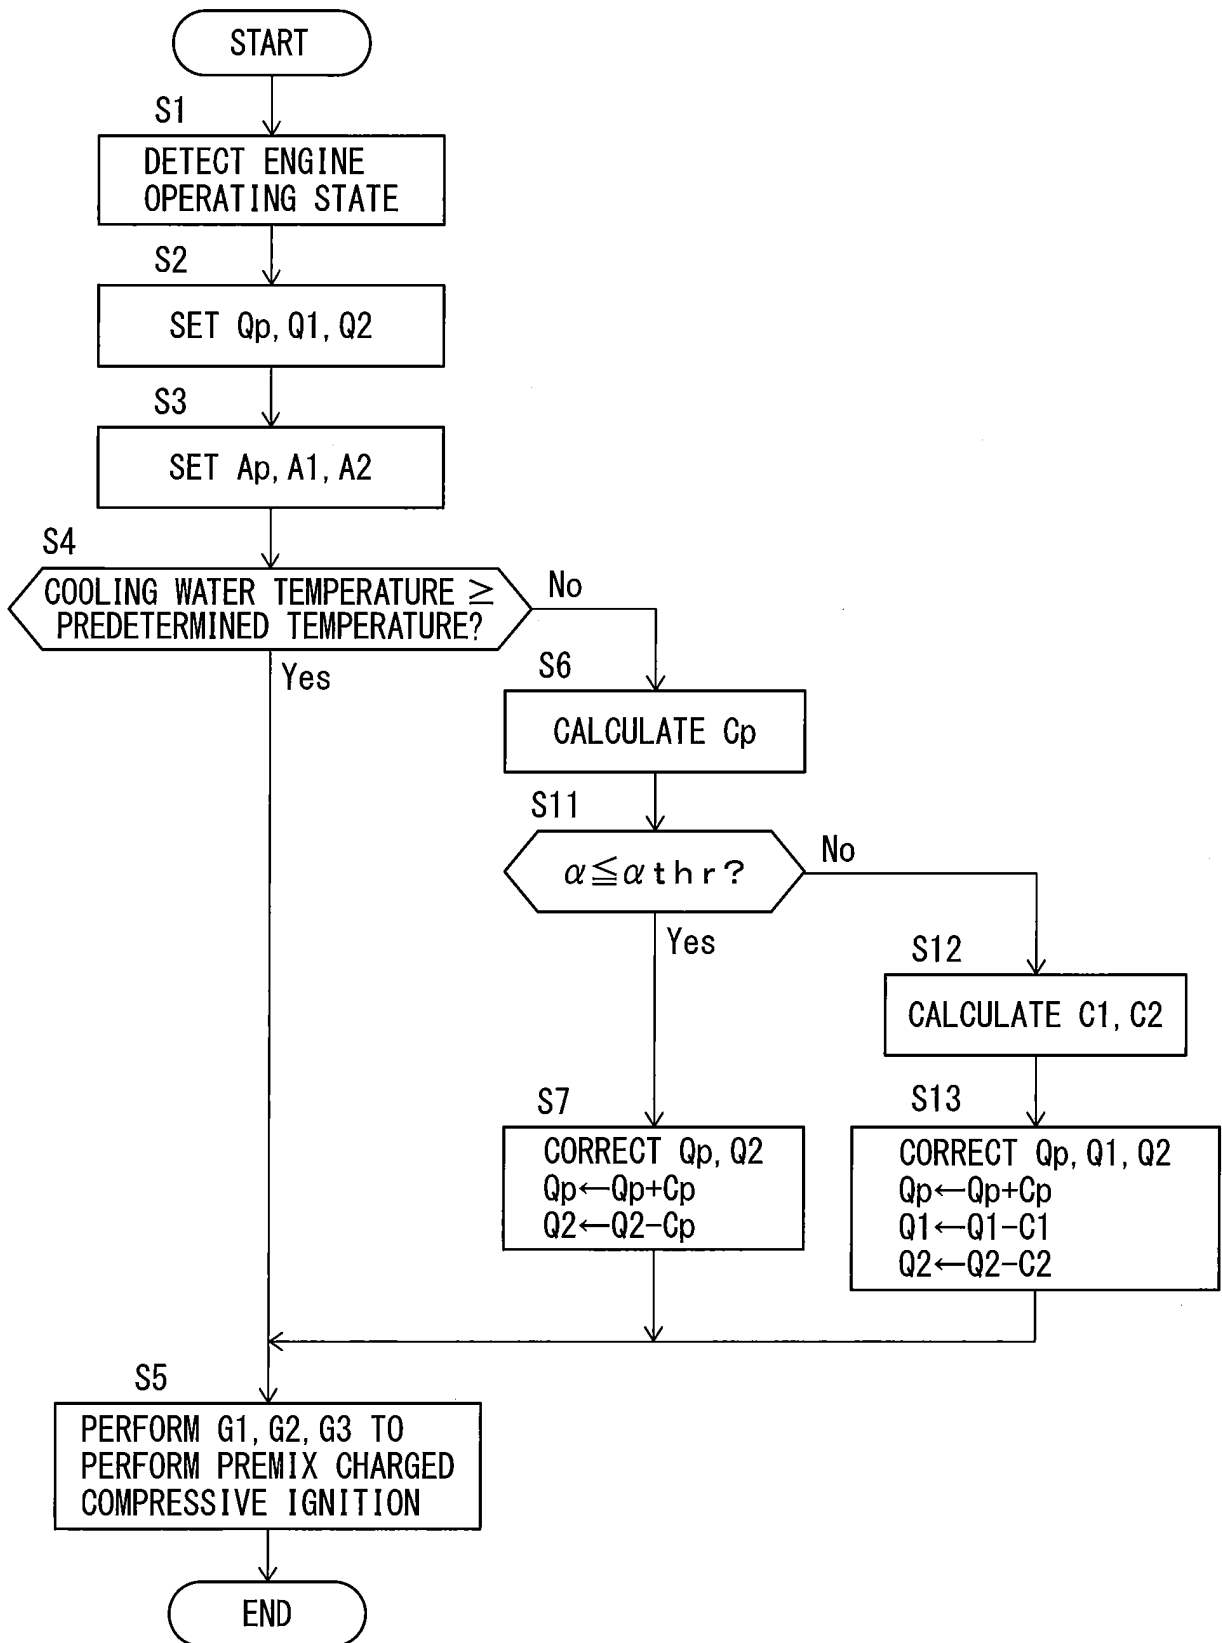 START
S1
DETECT ENGINE
OPERATING STATE
S2
SET Qp, Q1, Q2
S3
SET Ap, A1, A2
S4
COOLING WATER TEMPERATURE ≧
PREDETERMINED TEMPERATURE?
No
Yes
S6
CALCULATE Cp
S11
α≦αthr?
No
Yes
S12
CALCULATE C1, C2
S7
CORRECT Qp, Q2
Qp←Qp+Cp
Q2←Q2-Cp
S13
CORRECT Qp, Q1, Q2
Qp←Qp+Cp
Q1←Q1-C1
Q2←Q2-C2
S5
PERFORM G1, G2, G3 TO
PERFORM PREMIX CHARGED
COMPRESSIVE IGNITION
END